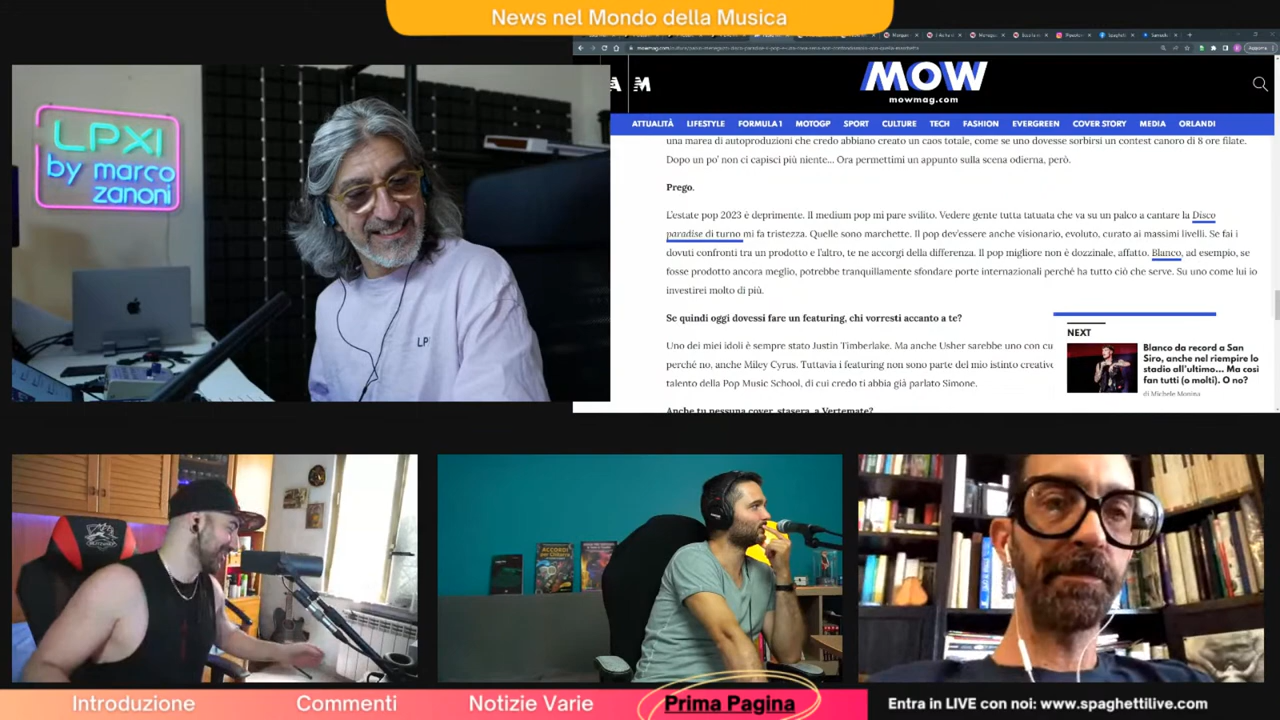 News nel Mondo della Musica
LPXI
by marco
zanoni
LP
MOW
mowmag.com
ATTUALITÀ LIFESTYLE FORMULA 1 MOTOGP SPORT CULTURE TECH FASHION EVERGREEN COVER STORY MEDIA ORLANDI
una marea di autoproduzioni che credo abbiano creato un caos totale, come se uno dovesse sorbirsi un contest canoro di 8 ore filate.
Dopo un po' non ci capisci più niente... Ora permettimi un appunto sulla scena odierna, però.
Prego.
L'estate pop 2023 è deprimente. Il medium pop mi pare svilito. Vedere gente tutta tatuata che va su un palco a cantare la Disco
paradise di turno mi fa tristezza. Quelle sono marchette. Il pop dev'essere anche visionario, evoluto, curato ai massimi livelli. Se fai i
dovuti confronti tra un prodotto e l'altro, te ne accorgi della differenza. Il pop migliore non è dozzinale, affatto. Blanco, ad esempio, se
fosse prodotto ancora meglio, potrebbe tranquillamente sfondare porte internazionali perché ha tutto ciò che serve. Su uno come lui io
investirei molto di più.
Se quindi oggi dovessi fare un featuring, chi vorresti accanto a te?
Uno dei miei idoli è sempre stato Justin Timberlake. Ma anche Usher sarebbe uno con cu
perché no, anche Miley Cyrus. Tuttavia i featuring non sono parte del mio istinto creativo
talento della Pop Music School, di cui credo ti abbia già parlato Simone.
Anche tu nessuna cover, stasera, a Vertemate?
NEXT
Blanco da record a San
Siro, anche nel riempire lo
stadio all'ultimo... Ma così
fan tutti (o molti). O no?
di Michele Monina
ACCORDI
Introduzione Commenti Notizie Varie Prima Pagina
Entra in LIVE con noi: www.spaghettilive.com